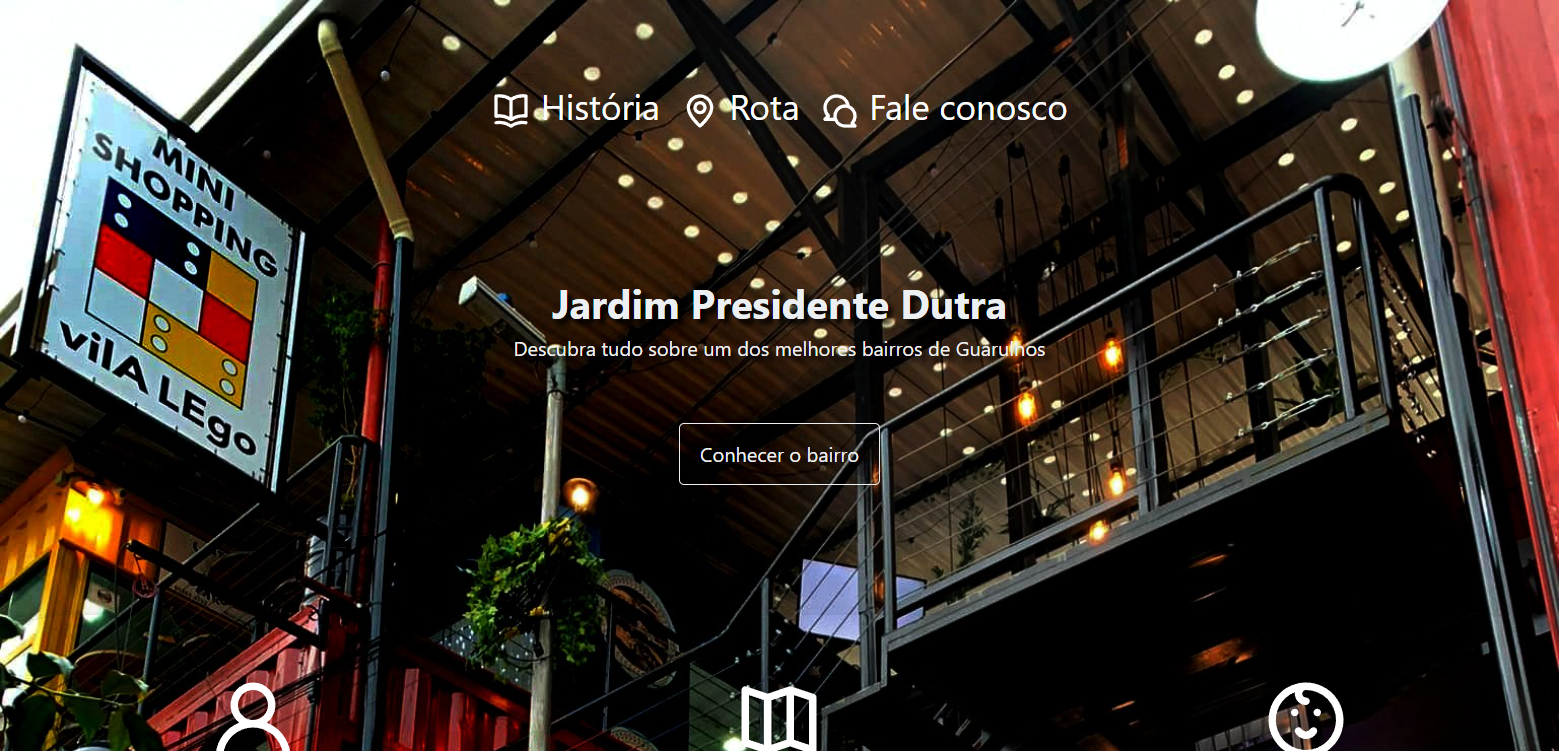 História Rota Fale conosco
MINI
SHOPPING
vilA LEgo
Jardim Presidente Dutra
Descubra tudo sobre um dos melhores bairros de Guarulhos
Conhecer o bairro